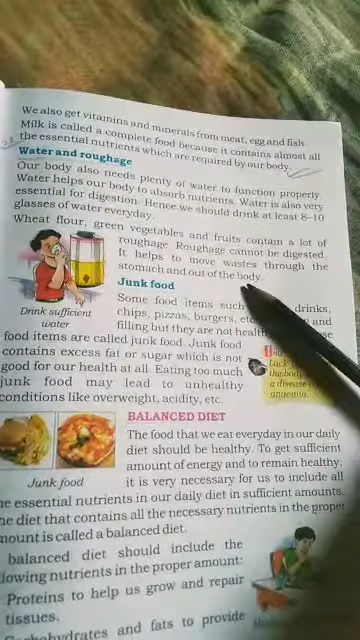 We also get vitamins and minerals from meat, egg and fish.
Milk is called a complete food because it contains almost all
the essential nutrients which are required by our body.
Water and roughage
Our body also needs plenty of water to function properly
Water helps our body to absorb nutrients. Water is also very
essential for digestion. Hence we should drink at least 8–10
glasses of water everyday.
Wheat flour, green vegetables and fruits contain a lot of
roughage Roughage cannot be digested.
It helps to move wastes through the
stomach and out of the body.
Drink sufficient
water
Junk food
Some food items such drinks,
chips, pizzas, burgers, and
filling but they are not
food items are called junk food. Junk food
contains excess fat or sugar which is not
good for our health at all. Eating too much
junk food may lead to unhealthy
conditions like overweight, acidity, etc.
Lack
the body
a disease
anaemia.
BALANCED DIET
The food that we eat everyday in our daily
diet should be healthy. To get sufficient
amount of energy and to remain healthy,
it is very necessary for us to include all
Junk food
essential nutrients in our daily diet in sufficient amounts.
diet that contains all the necessary nutrients in the proper
is called a balanced diet.
balanced diet should include the
nutrients in the proper amount:
Proteins to help us grow and repair
tissues.
and fats to provide